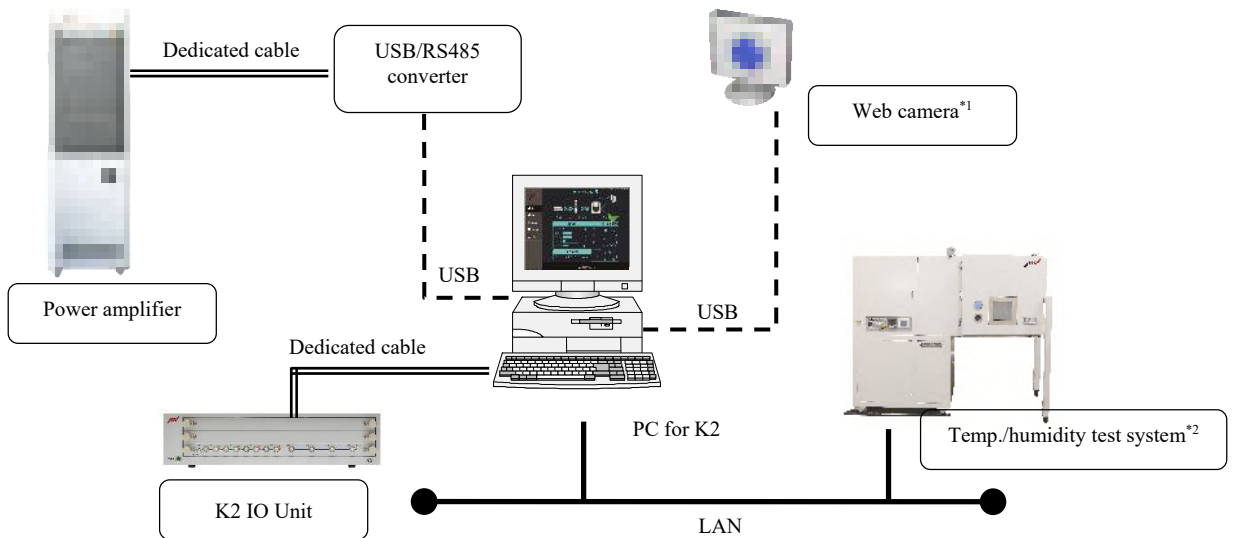 Dedicated cable
USB/RS485
converter
Web camera*1
Power amplifier
USB
USB
Dedicated cable
PC for K2
Temp./humidity test system*2
K2 IO Unit
LAN